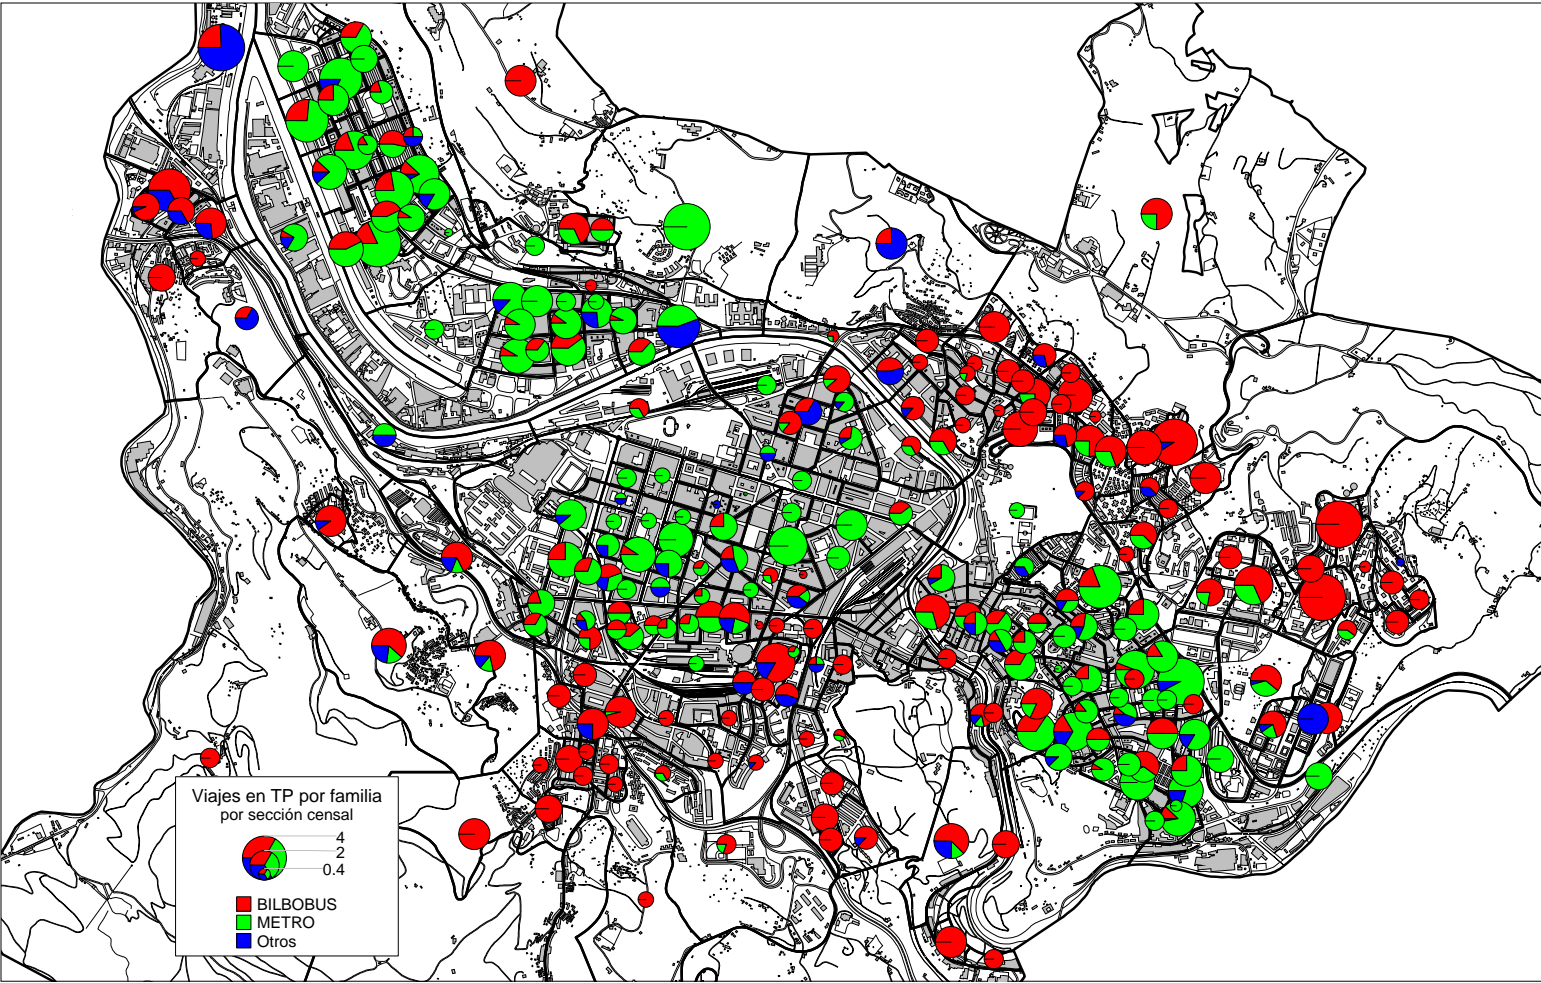 Viajes en TP por familia
por sección censal
4
2
0.4
BILBOBUS
METRO
Otros